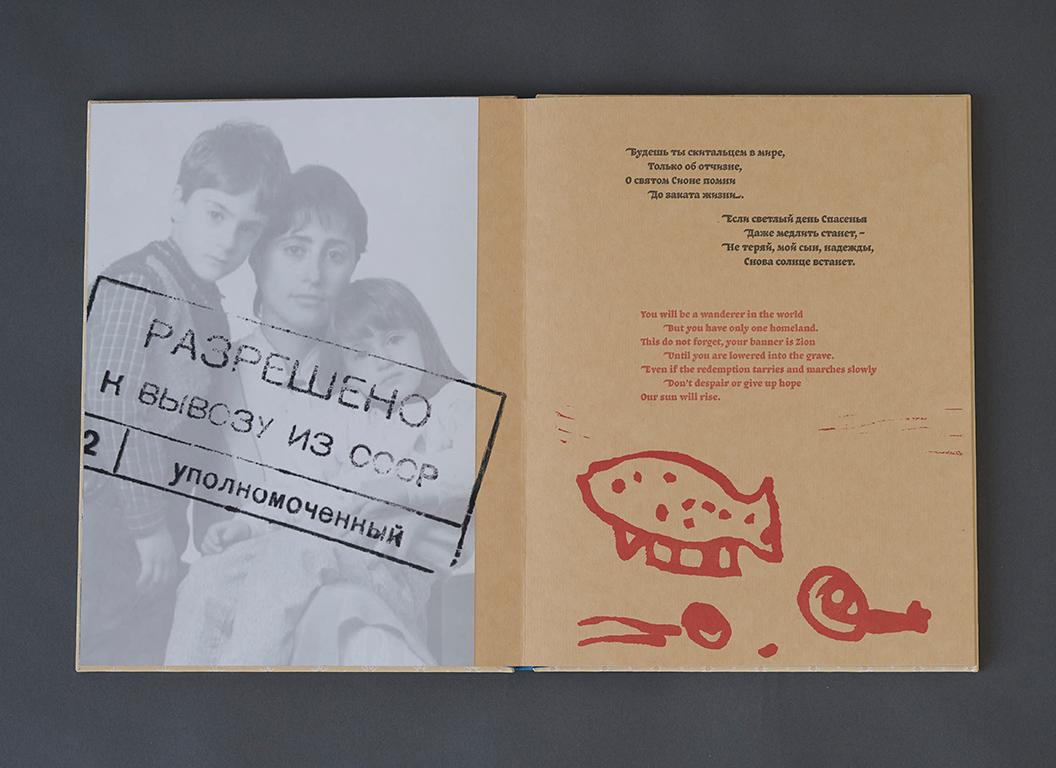 РАЗРЕШЕНО
К ВЫВОЗУ ИЗ СССР
2 уполномоченный
Будешь ты скитальцем в мире,
Только об отчизне,
О святом Сионе помни
До заката жизни...
Если светлый день Спасенья
Даже медлить станет, –
Не теряй, мой сын, надежды,
Снова солнце встанет.
You will be a wanderer in the world
But you have only one homeland.
This do not forget, your banner is Zion
Until you are lowered into the grave.
Even if the redemption tarries and marches slowly
Don't despair or give up hope
Our sun will rise.